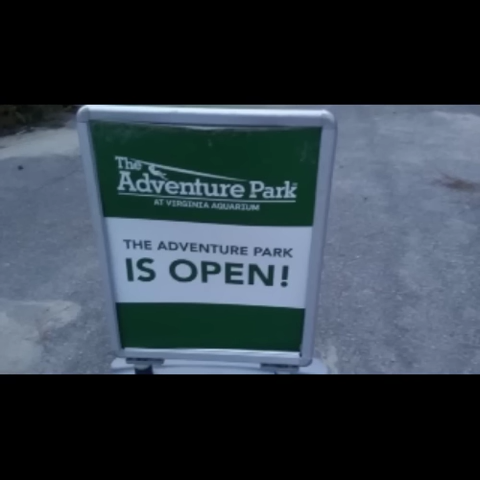 The
Adventure Park
AT VIRGINIA AQUARIUM
THE ADVENTURE PARK
IS OPEN!